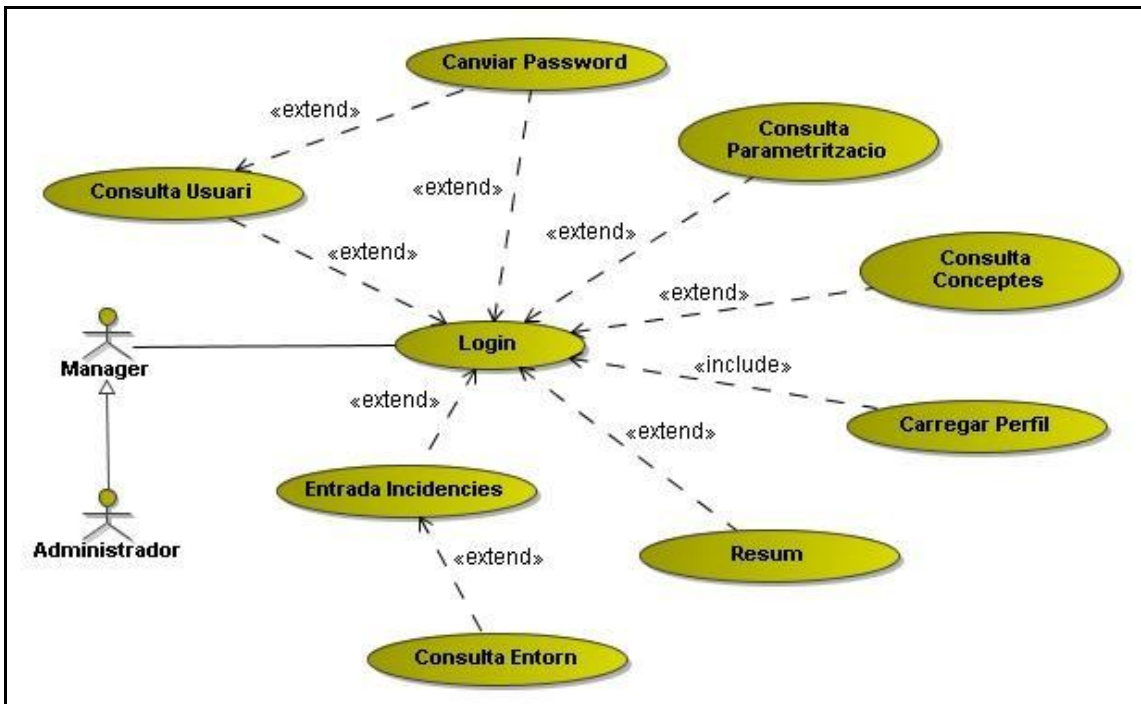 Canviar Password
«extend»
Consulta
Parametritzacio
«extend»
Consulta Usuari
«extend»
«extend»
Consulta
Conceptes
«extend»
Manager
Login
«include»
«extend»
Carregar Perfil
«extend»
Entrada Incidencies
Administrador
«extend»
Resum
Consulta Entorn